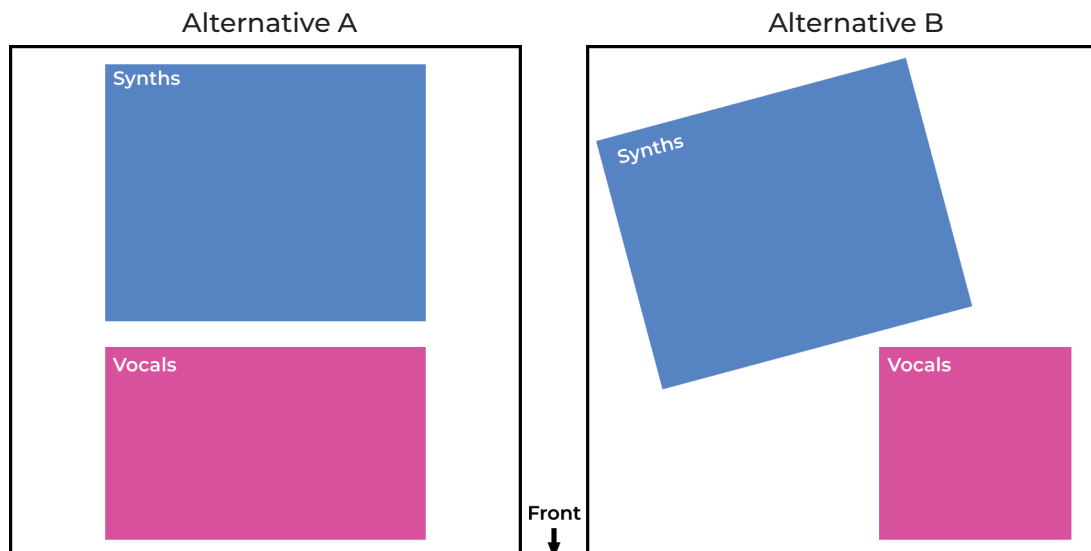 Alternative A
Alternative B
Synths
Synths
Vocals
Vocals
Front